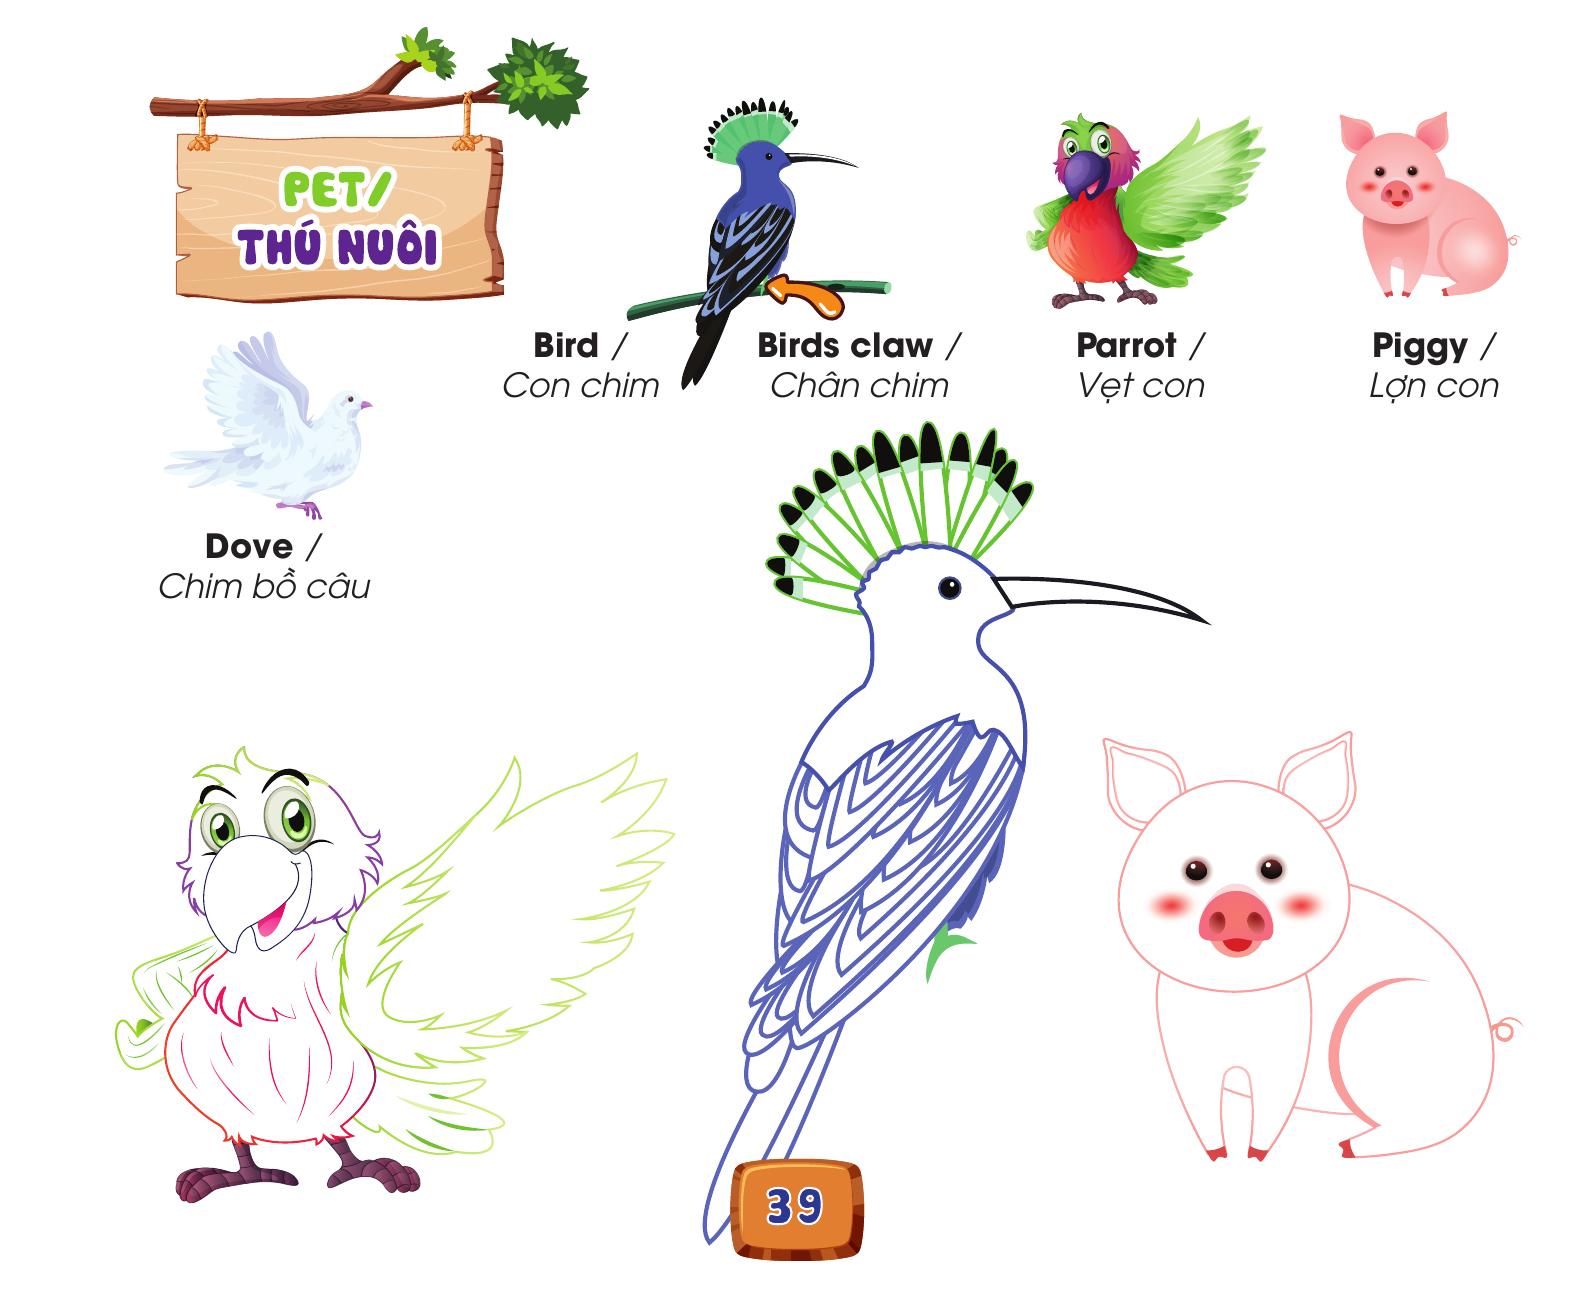 PET/
THÚ NUÔI
Bird /
Con chim
Birds claw /
Chân chim
Parrot /
Vẹt con
Piggy /
Lợn con
Dove /
Chim bồ câu
39